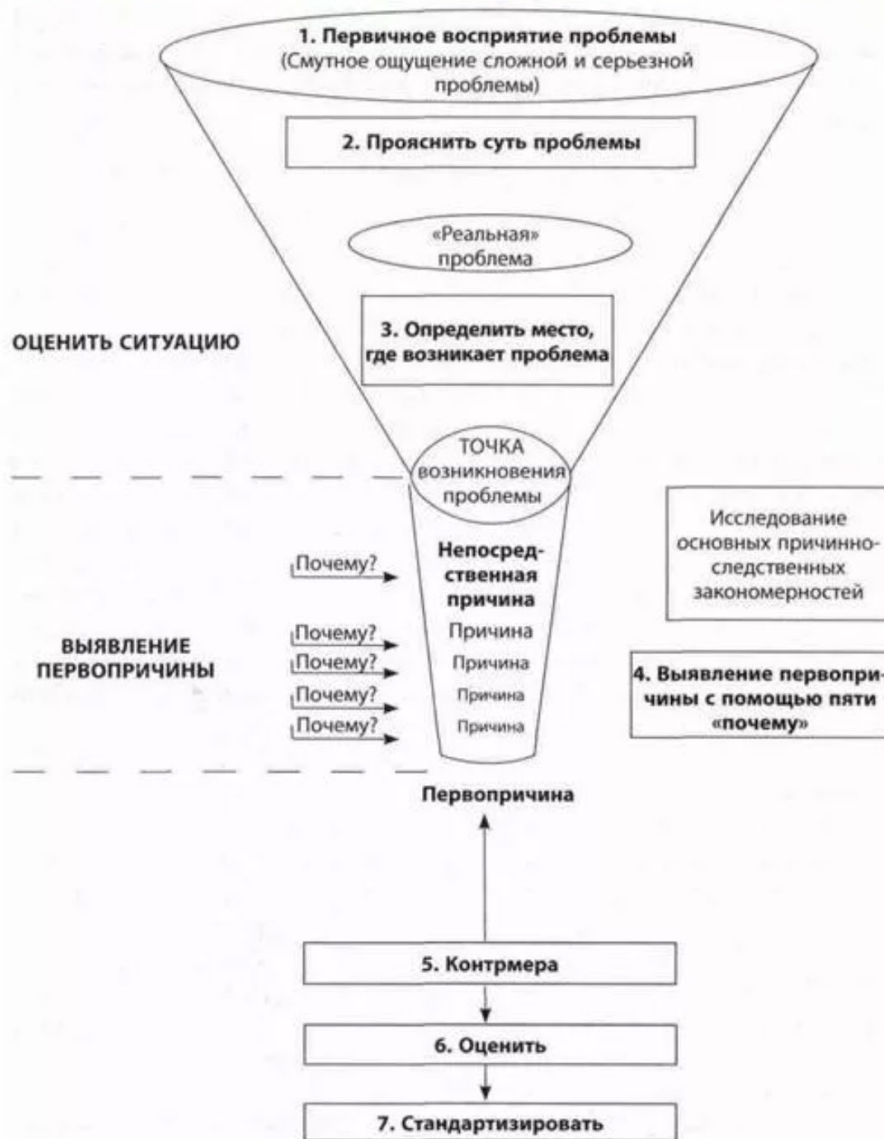 1. Первичное восприятие проблемы
(Смутное ощущение сложной и серьезной
проблемы)
2. Прояснить суть проблемы
«Реальная»
проблема
3. Определить место,
где возникает проблема
ОЦЕНИТЬ СИТУАЦИЮ
ТОЧКА
возникновения
проблемы
Исследование
основных причинно-
следственных
закономерностей
Непосред-
ственная
причина
Почему?
Почему?
Причина
Почему?
Причина
Почему?
Причина
Почему?
Причина
ВЫЯВЛЕНИЕ
ПЕРВОПРИЧИНЫ
4. Выявление первопри-
чины с помощью пяти
«почему»
Первопричина
5. Контрмера
6. Оценить
7. Стандартизировать